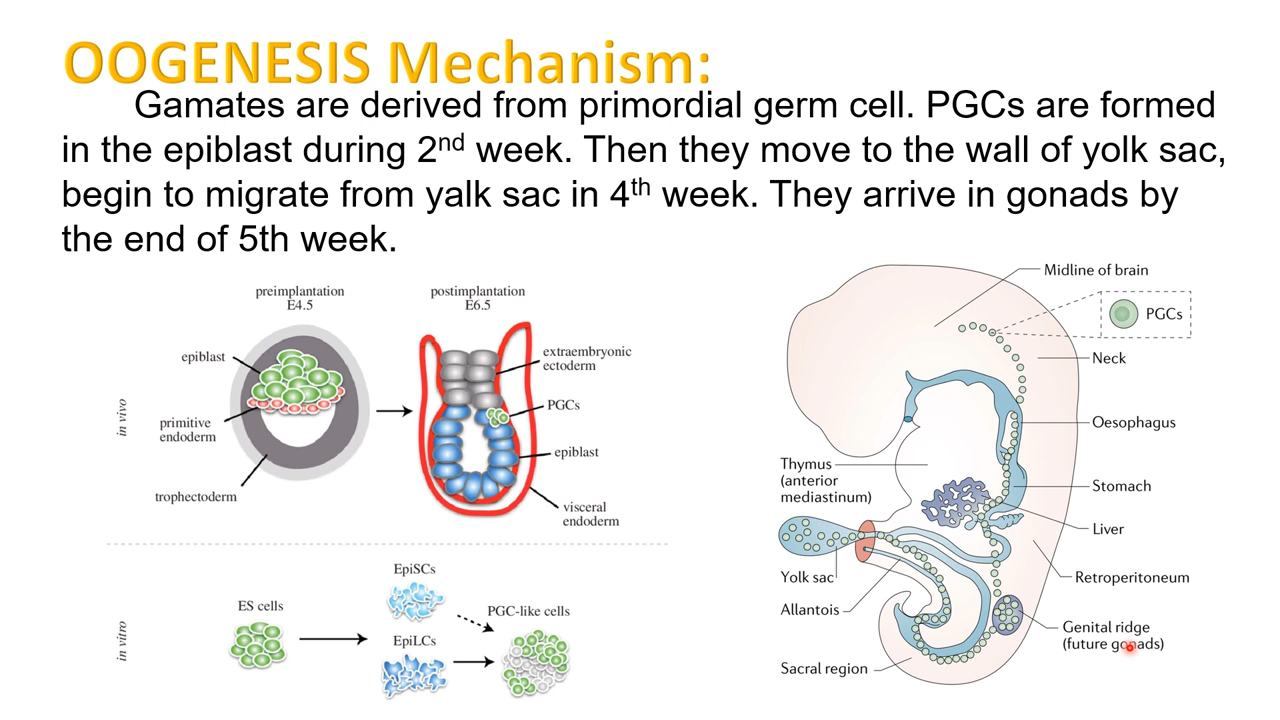 OOGENESIS Mechanism:
Gamates are derived from primordial germ cell. PGCs are formed
in the epiblast during 2nd week. Then they move to the wall of yolk sac,
begin to migrate from yalk sac in 4th week. They arrive in gonads by
the end of 5th week.
preimplantation
E4.5
postimplantation
E6.5
epiblast
primitive
endoderm
trophectoderm
in vivo
extraembryonic
ectoderm
PGCs
epiblast
visceral
endoderm
in vitro
ES cells
EpiSCs
EpiLCs
PGC-like cells
Midline of brain
PGCs
Neck
Oesophagus
Thymus
(anterior
mediastinum)
Stomach
Liver
Yolk sac
Retroperitoneum
Allantois
Genital ridge
(future gonads)
Sacral region